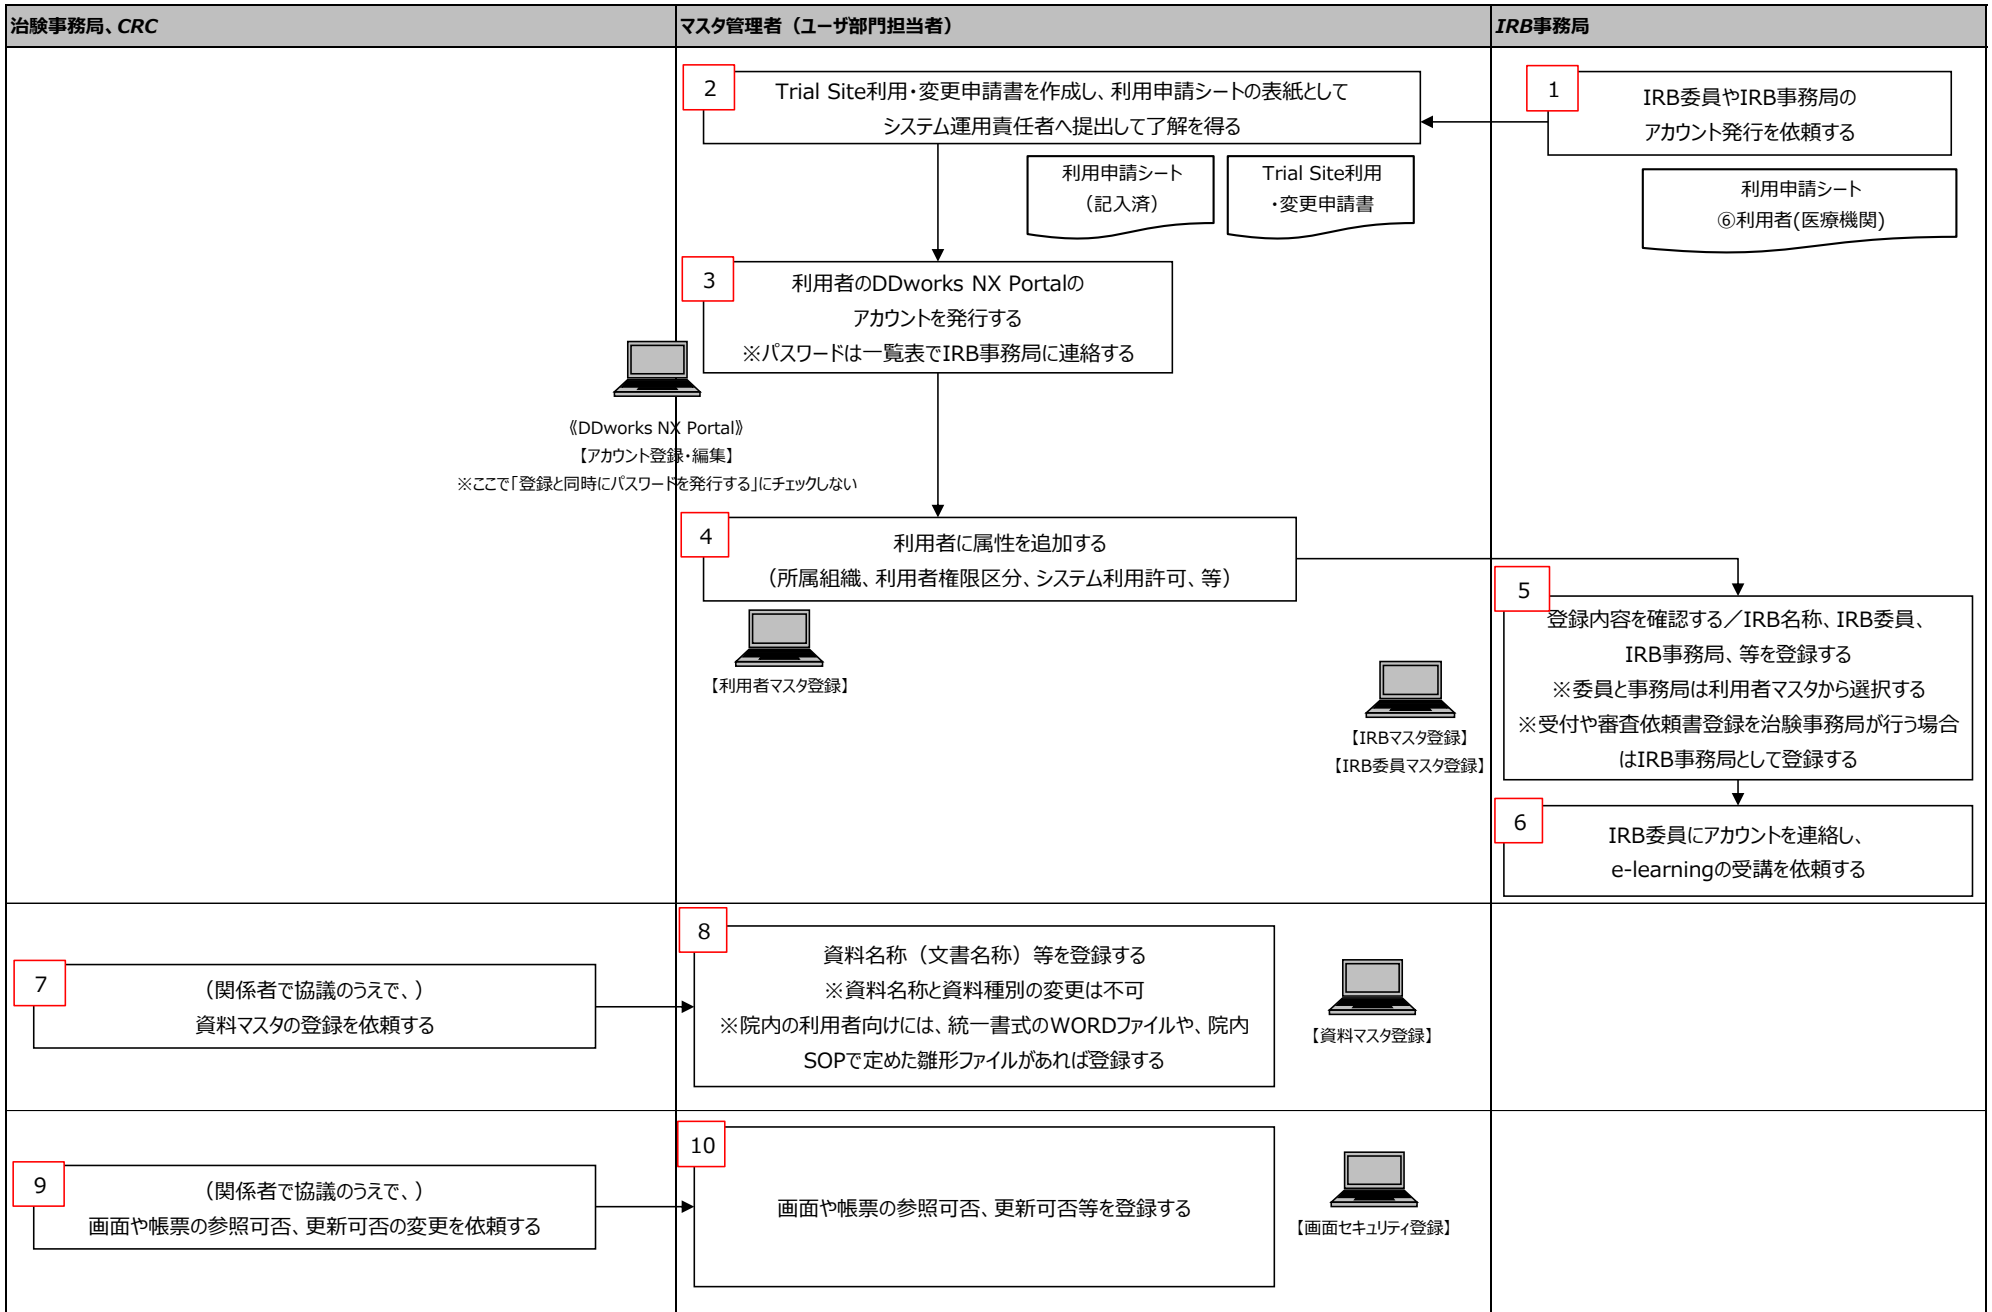 治験事務局、CRC
マスタ管理者（ユーザ部門担当者）
IRB事務局
1
IRB委員やIRB事務局の
アカウント発行を依頼する
利用申請シート
⑥利用者(医療機関)
2
Trial Site利用・変更申請書を作成し、利用申請シートの表紙として
システム運用責任者へ提出して了解を得る
利用申請シート
（記入済）
Trial Site利用
・変更申請書
3
利用者のDDworks NX Portalの
アカウントを発行する
※パスワードは一覧表でIRB事務局に連絡する
《DDworks NX Portal》
【アカウント登録・編集】
※ここで「登録と同時にパスワードを発行する」にチェックしない
4
利用者に属性を追加する
（所属組織、利用者権限区分、システム利用許可、等）
【利用者マスタ登録】
5
登録内容を確認する／IRB名称、IRB委員、
IRB事務局、等を登録する
※委員と事務局は利用者マスタから選択する
※受付や審査依頼書登録を治験事務局が行う場合
はIRB事務局として登録する
【IRBマスタ登録】
【IRB委員マスタ登録】
6
IRB委員にアカウントを連絡し、
e-learningの受講を依頼する
7
（関係者で協議のうえで、）
資料マスタの登録を依頼する
8
資料名称（文書名称）等を登録する
※資料名称と資料種別の変更は不可
※院内の利用者向けには、統一書式のWORDファイルや、院内
SOPで定めた雛形ファイルがあれば登録する
【資料マスタ登録】
9
（関係者で協議のうえで、）
画面や帳票の参照可否、更新可否の変更を依頼する
10
画面や帳票の参照可否、更新可否等を登録する
【画面セキュリティ登録】